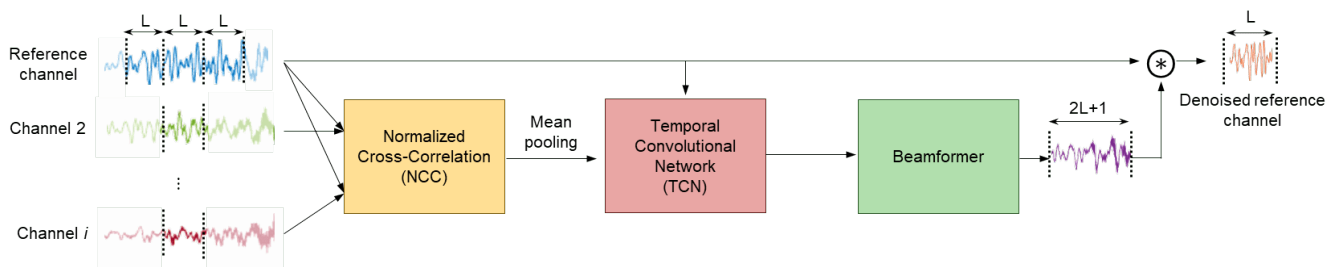 L L L
Reference
channel
Channel 2
⋮
Channel i
Normalized
Cross-Correlation
(NCC)
Mean
pooling
Temporal
Convolutional
Network
(TCN)
Beamformer
2L+1
*
L
Denoised reference
channel